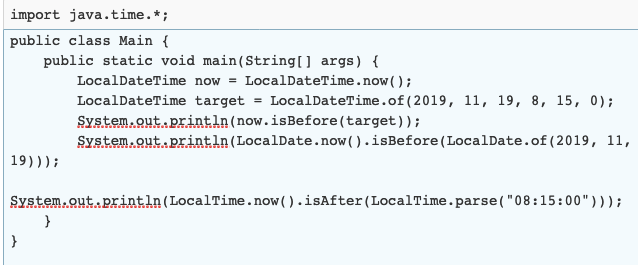 import java.time.*;
public class Main {
    public static void main(String[] args) {
        LocalDateTime now = LocalDateTime.now();
        LocalDateTime target = LocalDateTime.of(2019, 11, 19, 8, 15, 0);
        System.out.println(now.isBefore(target));
        System.out.println(LocalDate.now().isBefore(LocalDate.of(2019, 11,
19)));

System.out.println(LocalTime.now().isAfter(LocalTime.parse("08:15:00")));
    }
}